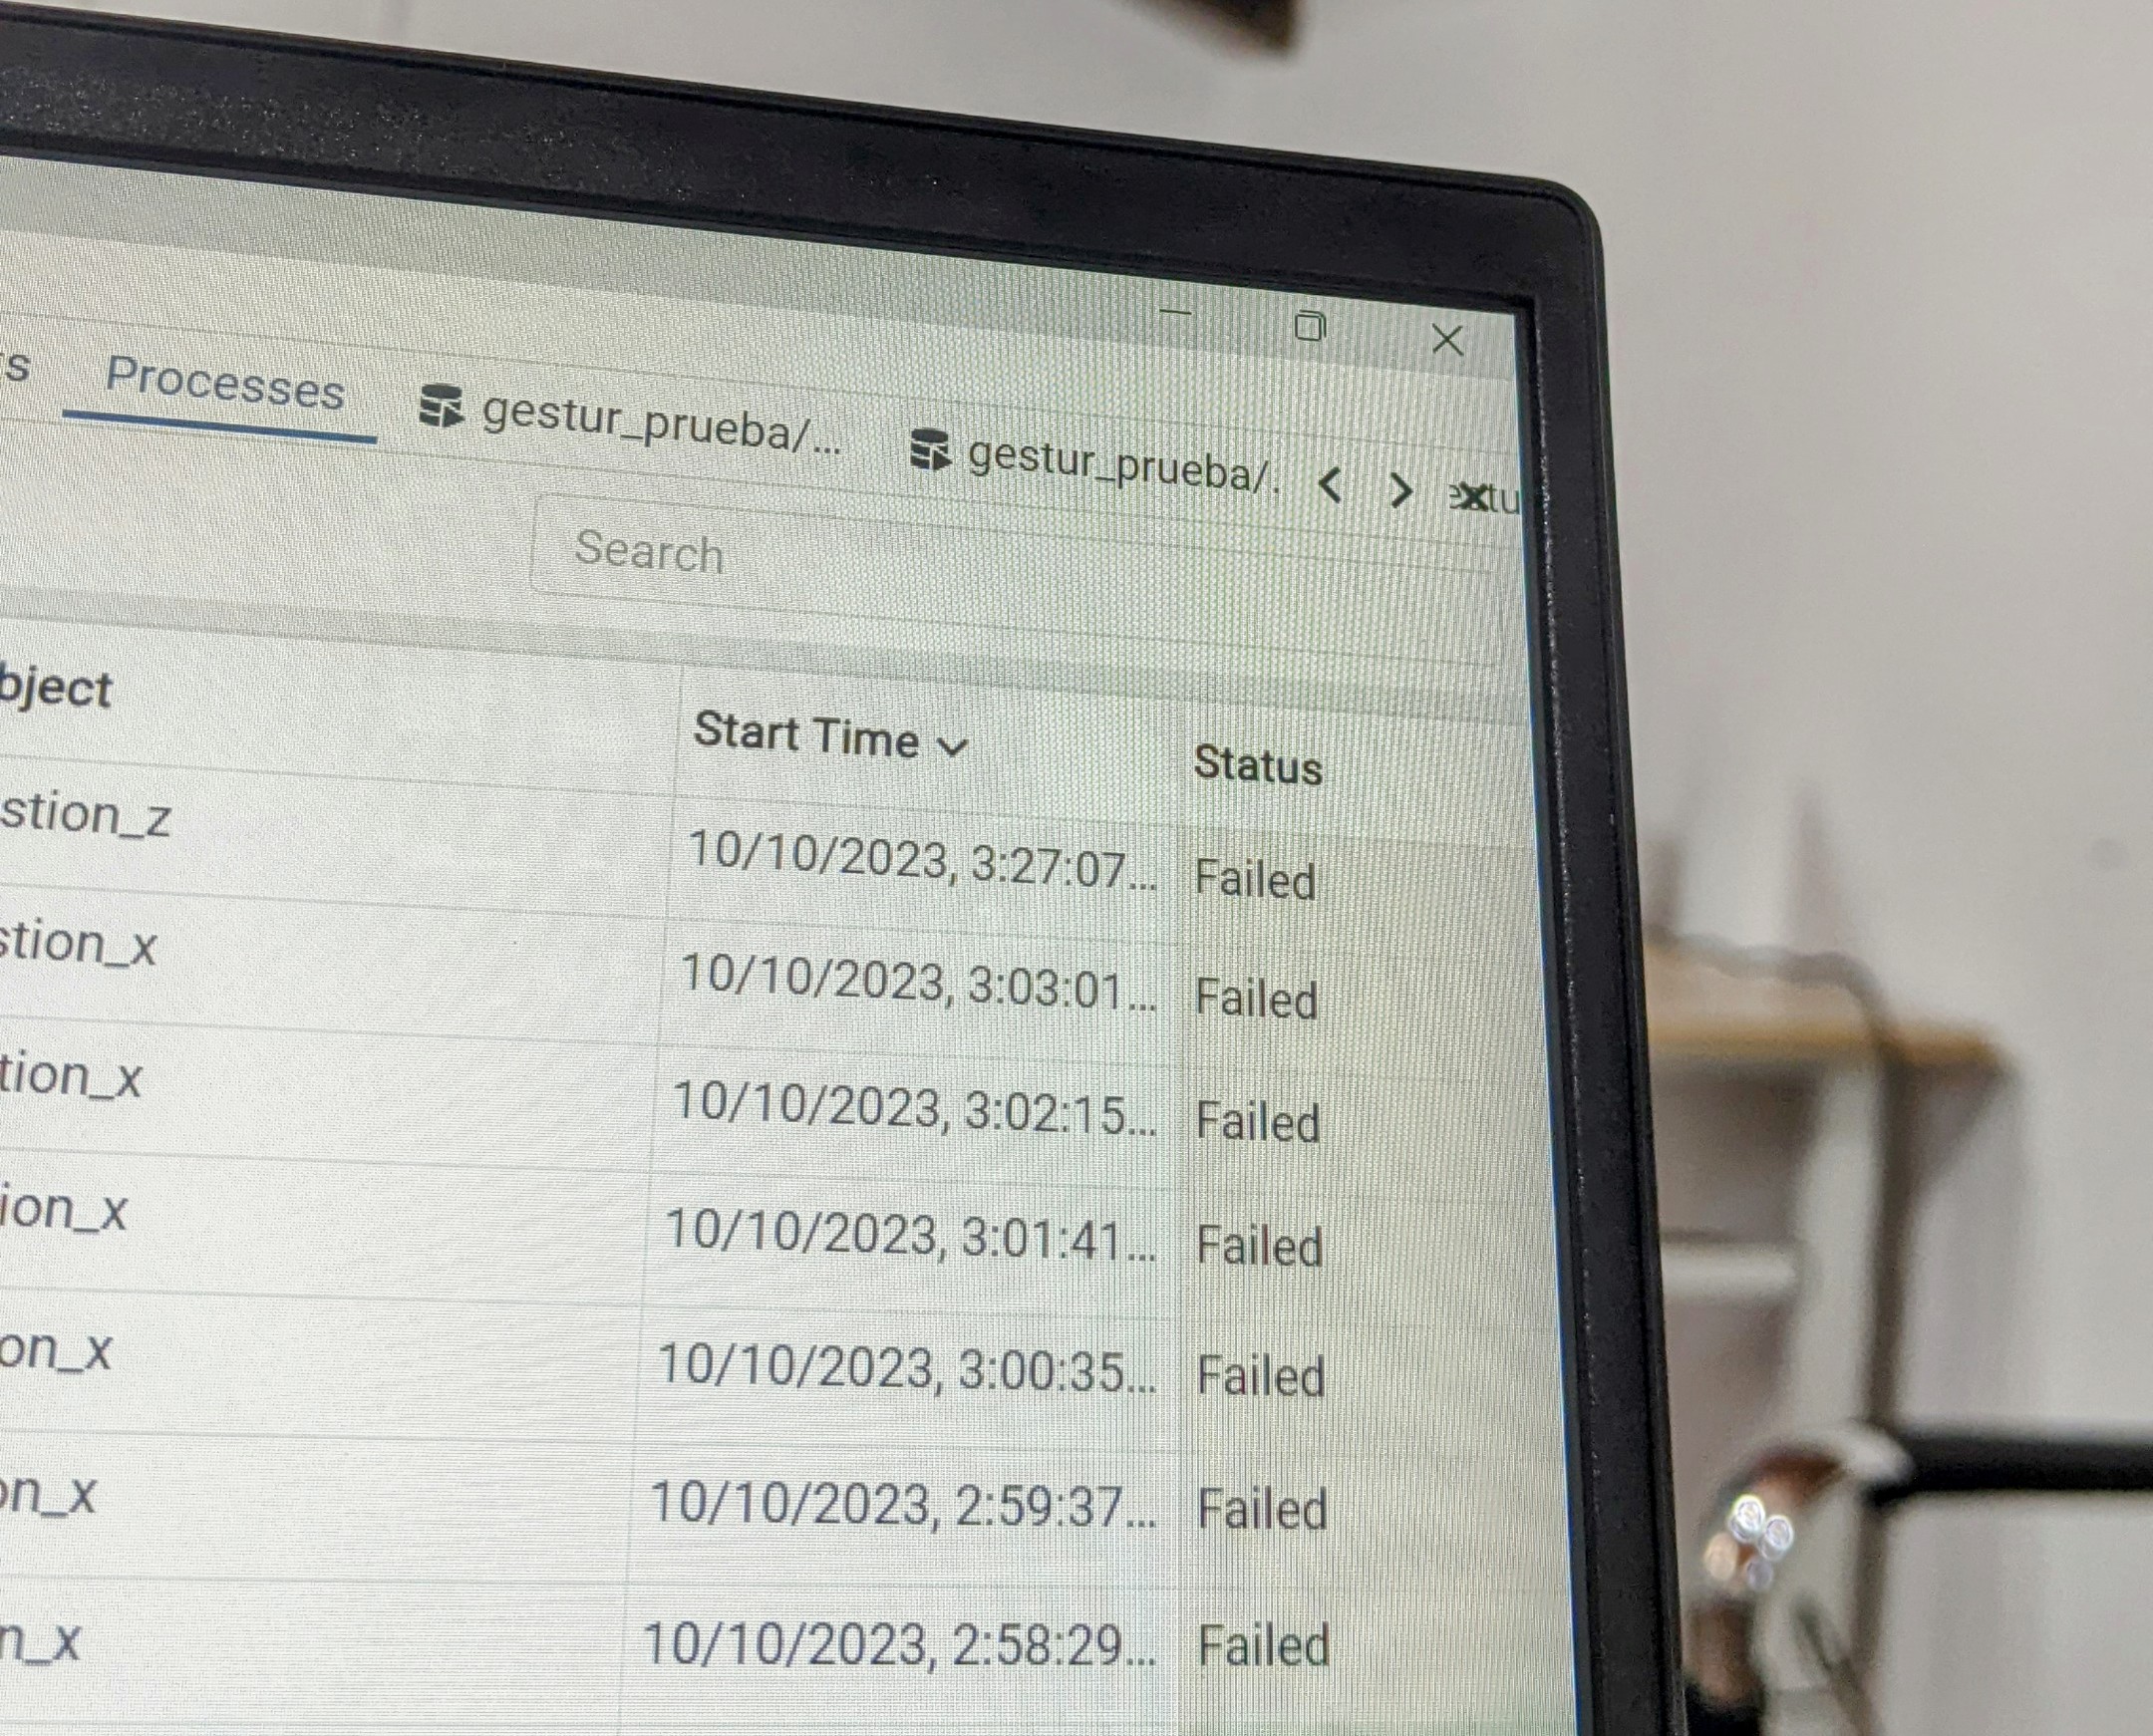 s Processes gestur_prueba/... gestur_prueba/.
Search
bject Start Time Status
stion_z 10/10/2023, 3:27:07... Failed
stion_x 10/10/2023, 3:03:01... Failed
tion_x 10/10/2023, 3:02:15... Failed
ion_x 10/10/2023, 3:01:41... Failed
on_x 10/10/2023, 3:00:35... Failed
on_x 10/10/2023, 2:59:37... Failed
n_x 10/10/2023, 2:58:29... Failed